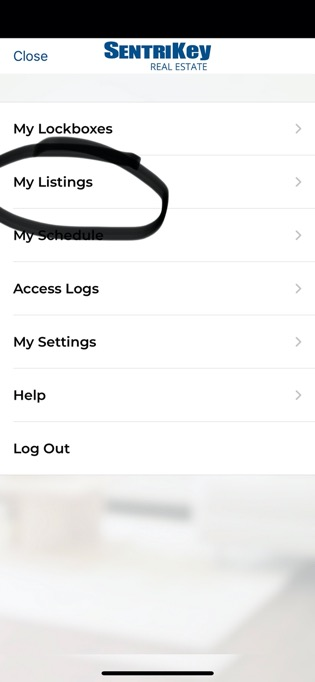 Close
SENTRIKEY
REAL ESTATE
My Lockboxes
My Listings
My Schedule
Access Logs
My Settings
Help
Log Out